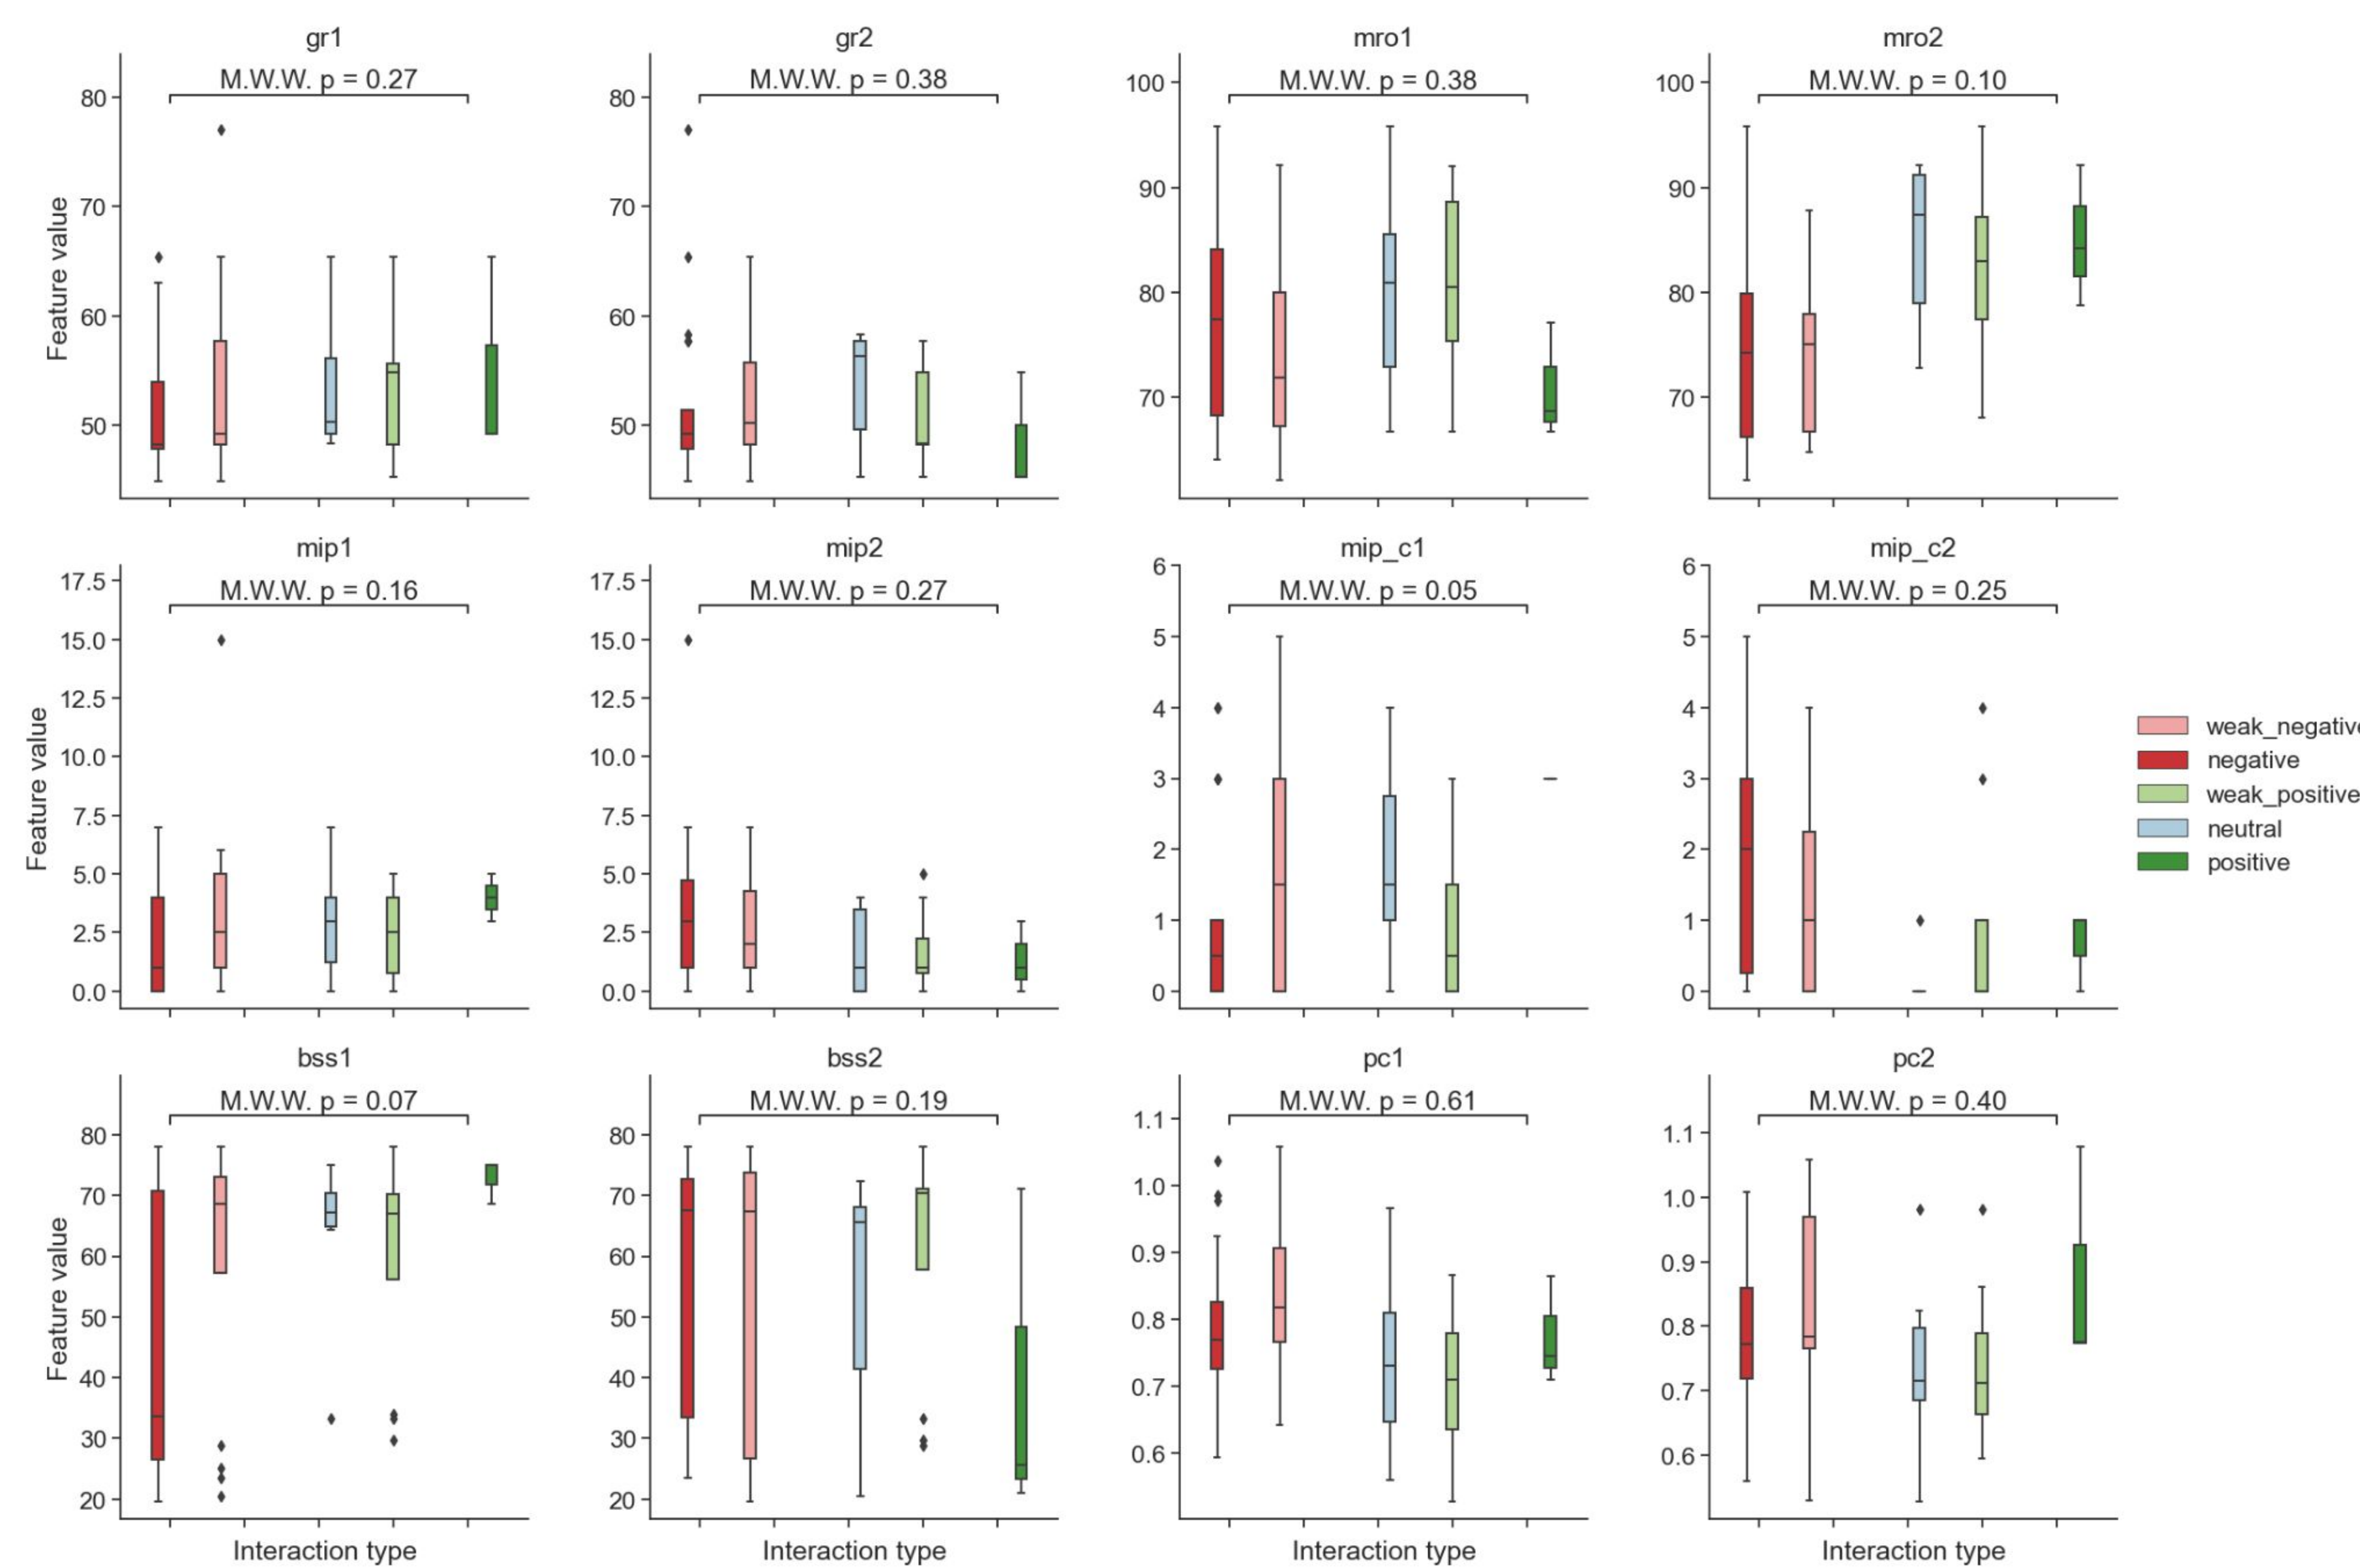 gr1
M.W.W. p = 0.27
80
70
60
50
Feature value
gr2
M.W.W. p = 0.38
80
70
60
50
mro1
M.W.W. p = 0.38
100
90
80
70
mro2
M.W.W. p = 0.10
100
90
80
70
mip1
M.W.W. p = 0.16
17.5
15.0
12.5
10.0
7.5
5.0
2.5
0.0
Feature value
mip2
M.W.W. p = 0.27
17.5
15.0
12.5
10.0
7.5
5.0
2.5
0.0
mip_c1
M.W.W. p = 0.05
6
5
4
3
2
1
0
mip_c2
M.W.W. p = 0.25
6
5
4
3
2
1
0
weak_negative
negative
weak_positive
neutral
positive
bss1
M.W.W. p = 0.07
80
70
60
50
40
30
20
Feature value
Interaction type
bss2
M.W.W. p = 0.19
80
70
60
50
40
30
20
Interaction type
pc1
M.W.W. p = 0.61
1.1
1.0
0.9
0.8
0.7
0.6
Interaction type
pc2
M.W.W. p = 0.40
1.1
1.0
0.9
0.8
0.7
0.6
Interaction type